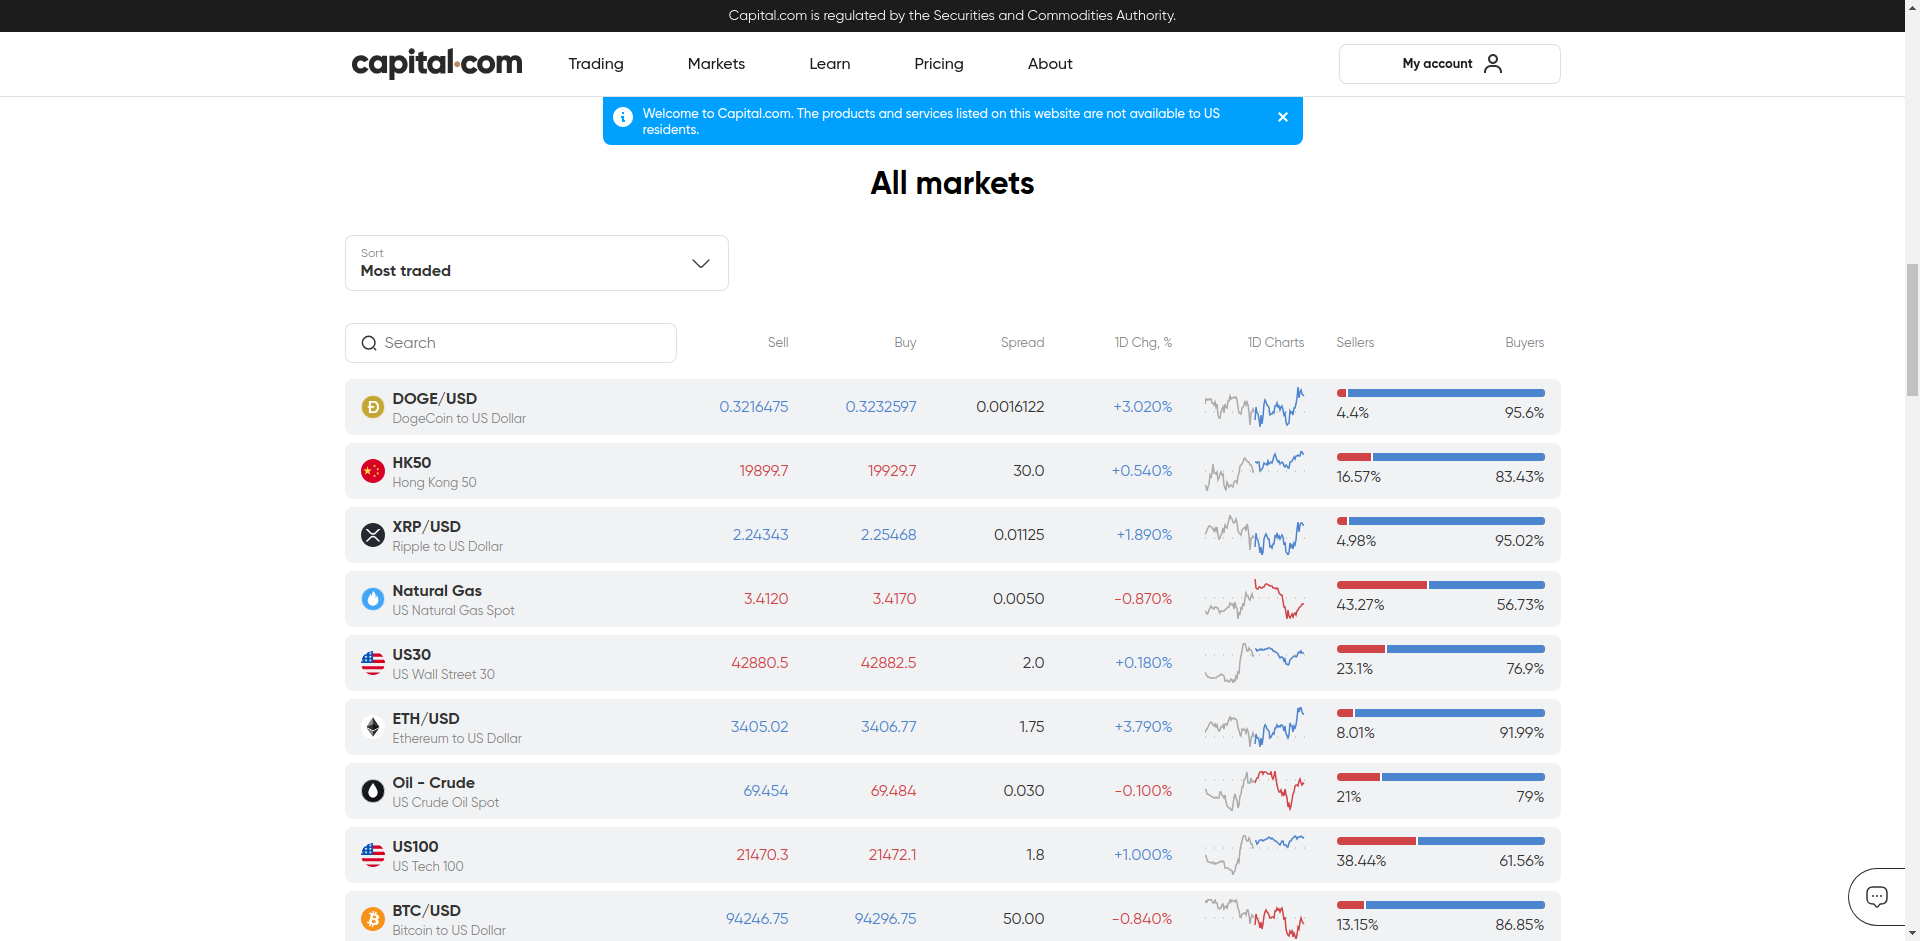 Capital.com is regulated by the Securities and Commodities Authority.
capital.com Trading Markets Learn Pricing About My account
Welcome to Capital.com. The products and services listed on this website are not available to US
residents.
All markets
Sort
Most traded
Search Sell Buy Spread 1D Chg, % 1D Charts Sellers Buyers
DOGE/USD
DogeCoin to US Dollar
0.3216475 0.3232597 0.0016122 +3.020% 4.4% 95.6%
HK50
Hong Kong 50
19899.7 19929.7 30.0 +0.540% 16.57% 83.43%
XRP/USD
Ripple to US Dollar
2.24343 2.25468 0.01125 +1.890% 4.98% 95.02%
Natural Gas
US Natural Gas Spot
3.4120 3.4170 0.0050 -0.870% 43.27% 56.73%
US30
US Wall Street 30
42880.5 42882.5 2.0 +0.180% 23.1% 76.9%
ETH/USD
Ethereum to US Dollar
3405.02 3406.77 1.75 +3.790% 8.01% 91.99%
Oil - Crude
US Crude Oil Spot
69.454 69.484 0.030 -0.100% 21% 79%
US100
US Tech 100
21470.3 21472.1 1.8 +1.000% 38.44% 61.56%
BTC/USD
Bitcoin to US Dollar
94246.75 94296.75 50.00 -0.840% 13.15% 86.85%